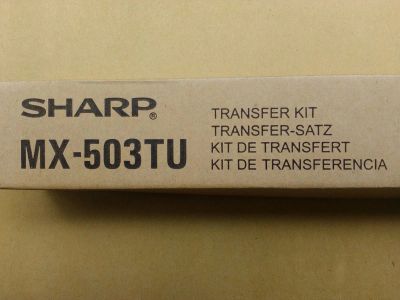 SHARP®
MX-503TU
TRANSFER KIT
TRANSFER-SATZ
KIT DE TRANSFERT
KIT DE TRANSFERENCIA